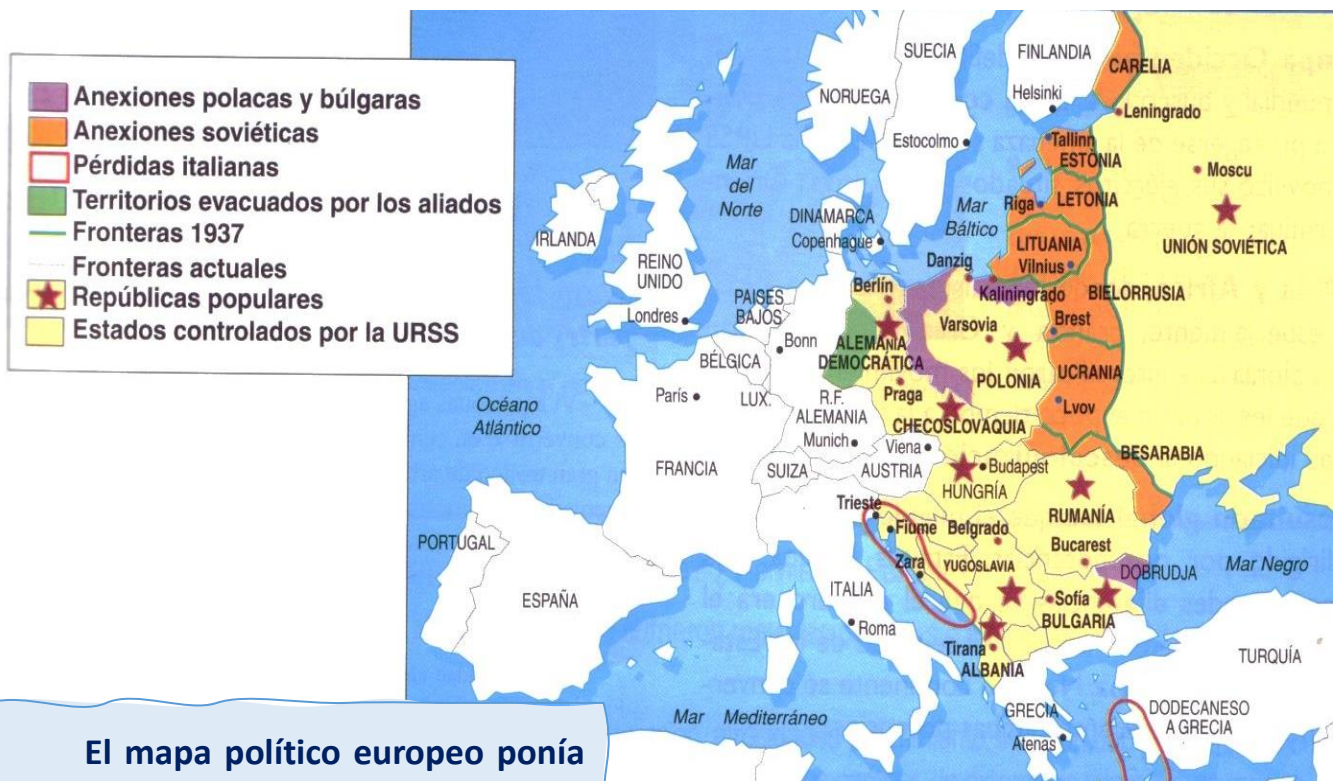 Anexiones polacas y búlgaras
Anexiones soviéticas
Pérdidas italianas
Territorios evacuados por los aliados
Fronteras 1937
Fronteras actuales
Repúblicas populares
Estados controlados por la URSS
SUECIA
FINLANDIA
CARELIA
NORUEGA
Helsinki
Leningrado
Estocolmo
Tallinn
ESTÒNIA
Moscu
Mar
del
Norte
Mar
Báltico
Riga
LETONIA
DINAMARCA
Copenhague
IRLANDA
REINO
UNIDO
LITUANIA
Vilnius
UNIÓN SOVIÉTICA
Danzig
Kaliningrado
BIELORRUSIA
Berlín
PAISES
BAJOS
Londres
Varsovia
Brest
Bonn
ALEMANIA
DEMOCRÁTICA
BÉLGICA
POLONIA
UCRANIA
Praga
Lvov
París
LUX.
R.F.
ALEMANIA
Océano
Atlántico
CHECOSLOVAQUIA
Munich
Viena
BESARABIA
FRANCIA
SUIZA
AUSTRIA
Budapest
HUNGRÍA
Trieste
RUMANÍA
Fiume
Belgrado
Bucarest
PORTUGAL
Zara
YUGOSLAVIA
DOBRUDJA
Mar Negro
ESPAÑA
ITALIA
Sofía
BULGARIA
Roma
Tirana
ALBANIA
TURQUÍA
Mar Mediterráneo
GRECIA
Atenas
DODECANESO
A GRECIA
El mapa político europeo ponía